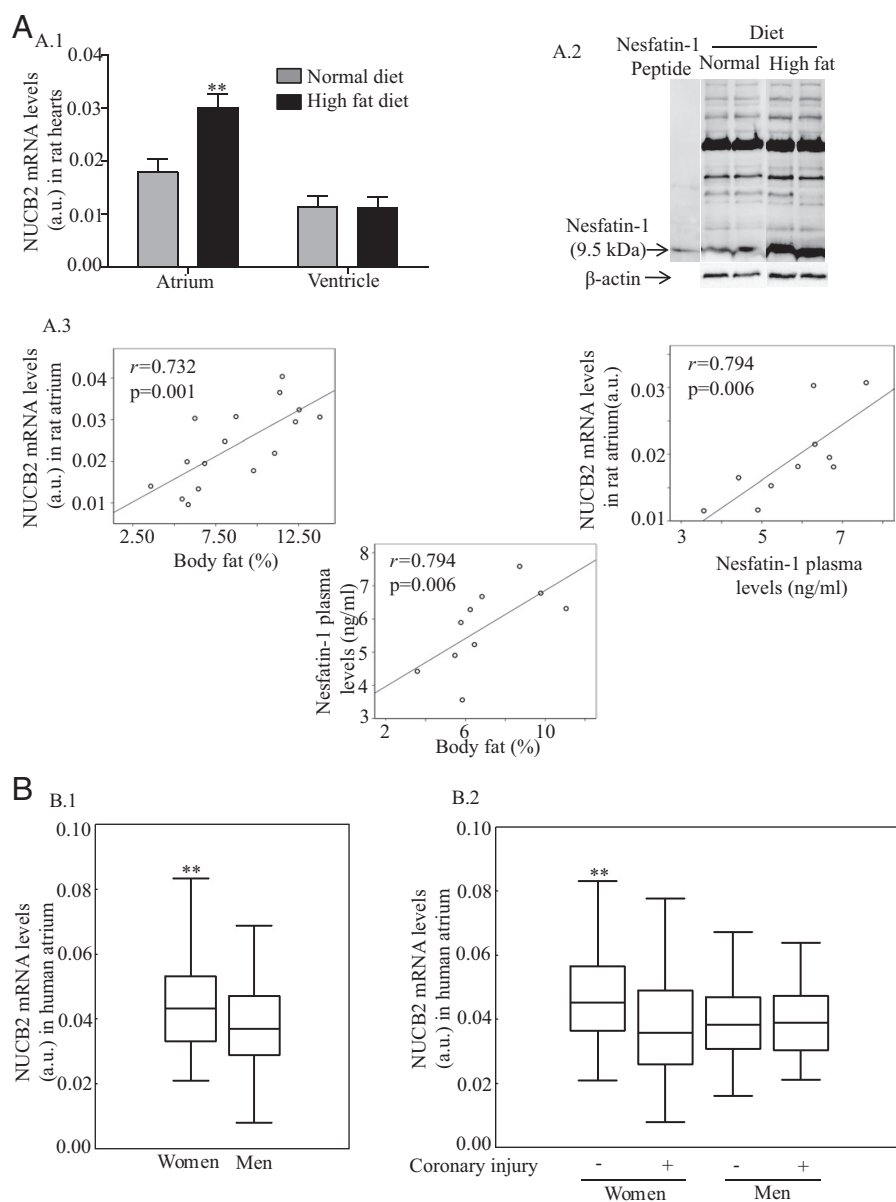 A
A.1
NUCB2 mRNA levels
(a.u.) in rat hearts
0.04
0.03
0.02
0.01
0.00
**
Normal diet
High fat diet
Atrium
Ventricle
A.2
Nesfatin-1
Peptide
Diet
Normal High fat
Nesfatin-1
(9.5 kDa)
β-actin
A.3
NUCB2 mRNA levels
(a.u.) in rat atrium
0.04
0.03
0.02
0.01
r=0.732
p=0.001
2.50 7.50 12.50
Body fat (%)
NUCB2 mRNA levels
in rat atrium(a.u.)
0.03
0.02
0.01
r=0.794
p=0.006
3 5 7
Nesfatin-1 plasma
levels (ng/ml)
Nesfatin-1 plasma
levels (ng/ml)
8
7
6
5
4
3
r=0.794
p=0.006
2 6 10
Body fat (%)
B
B.1
NUCB2 mRNA levels
(a.u.) in human atrium
0.10
0.08
0.06
0.04
0.02
0.00
**
Women Men
B.2
NUCB2 mRNA levels
(a.u.) in human atrium
0.10
0.08
0.06
0.04
0.02
0.00
**
Coronary injury - + - +
Women Men